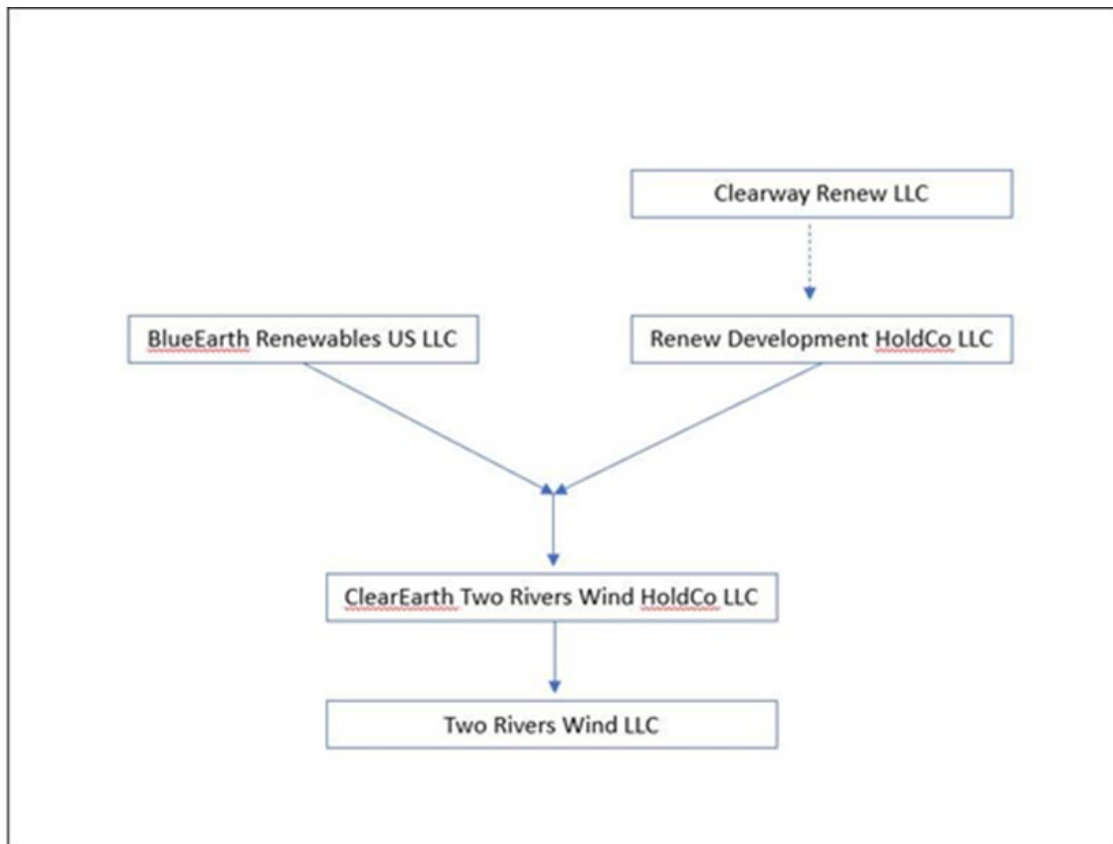 Clearway Renew LLC
BlueEarth Renewables US LLC
Renew Development HoldCo LLC
ClearEarth Two Rivers Wind HoldCo LLC
Two Rivers Wind LLC